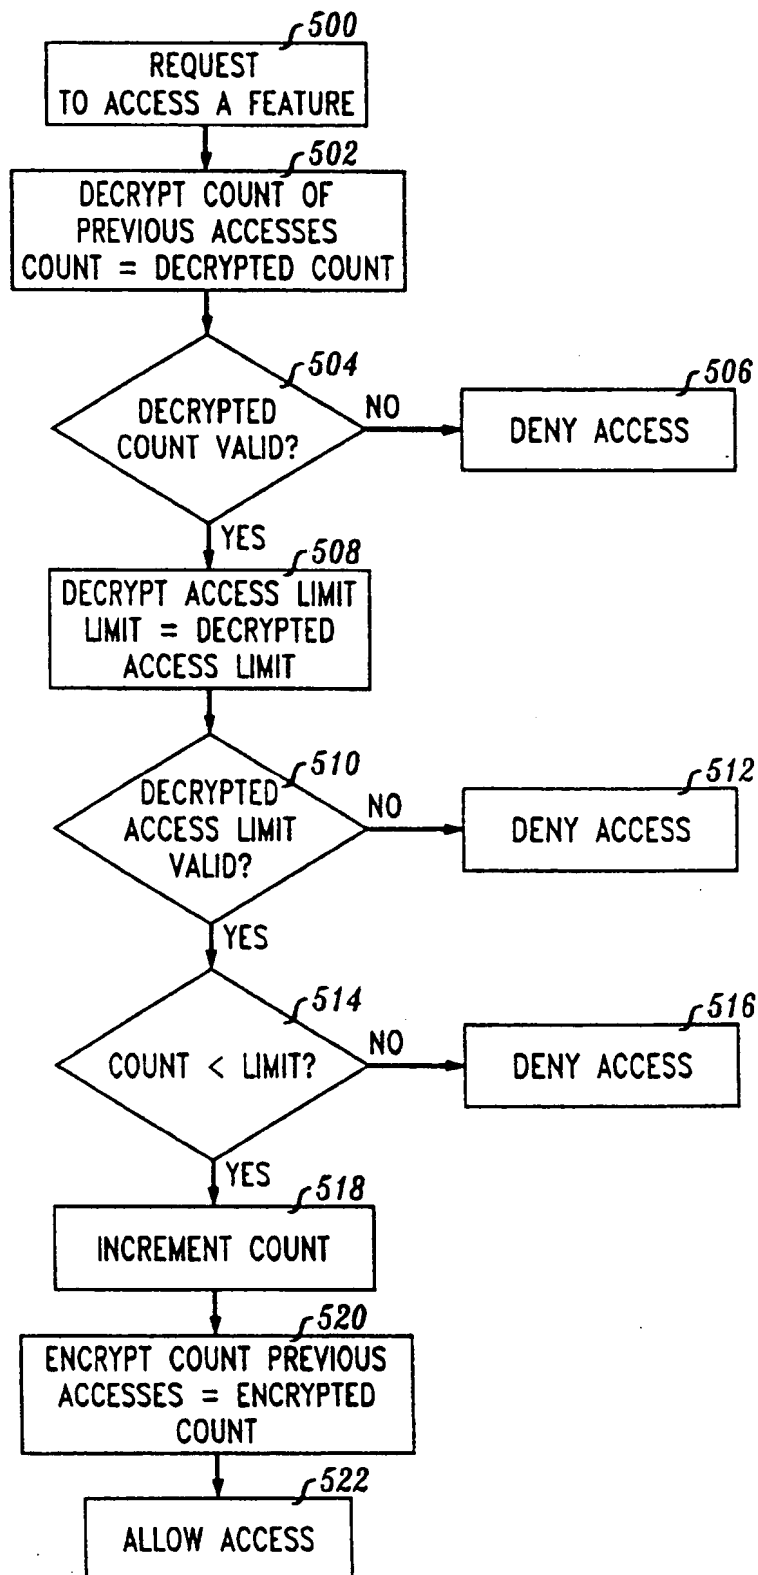 500
REQUEST
TO ACCESS A FEATURE
502
DECRYPT COUNT OF
PREVIOUS ACCESSES
COUNT = DECRYPTED COUNT
504
DECRYPTED
COUNT VALID?
NO
506
DENY ACCESS
YES
508
DECRYPT ACCESS LIMIT
LIMIT = DECRYPTED
ACCESS LIMIT
510
DECRYPTED
ACCESS LIMIT
VALID?
NO
512
DENY ACCESS
YES
514
COUNT < LIMIT?
NO
516
DENY ACCESS
YES
518
INCREMENT COUNT
520
ENCRYPT COUNT PREVIOUS
ACCESSES = ENCRYPTED
COUNT
522
ALLOW ACCESS